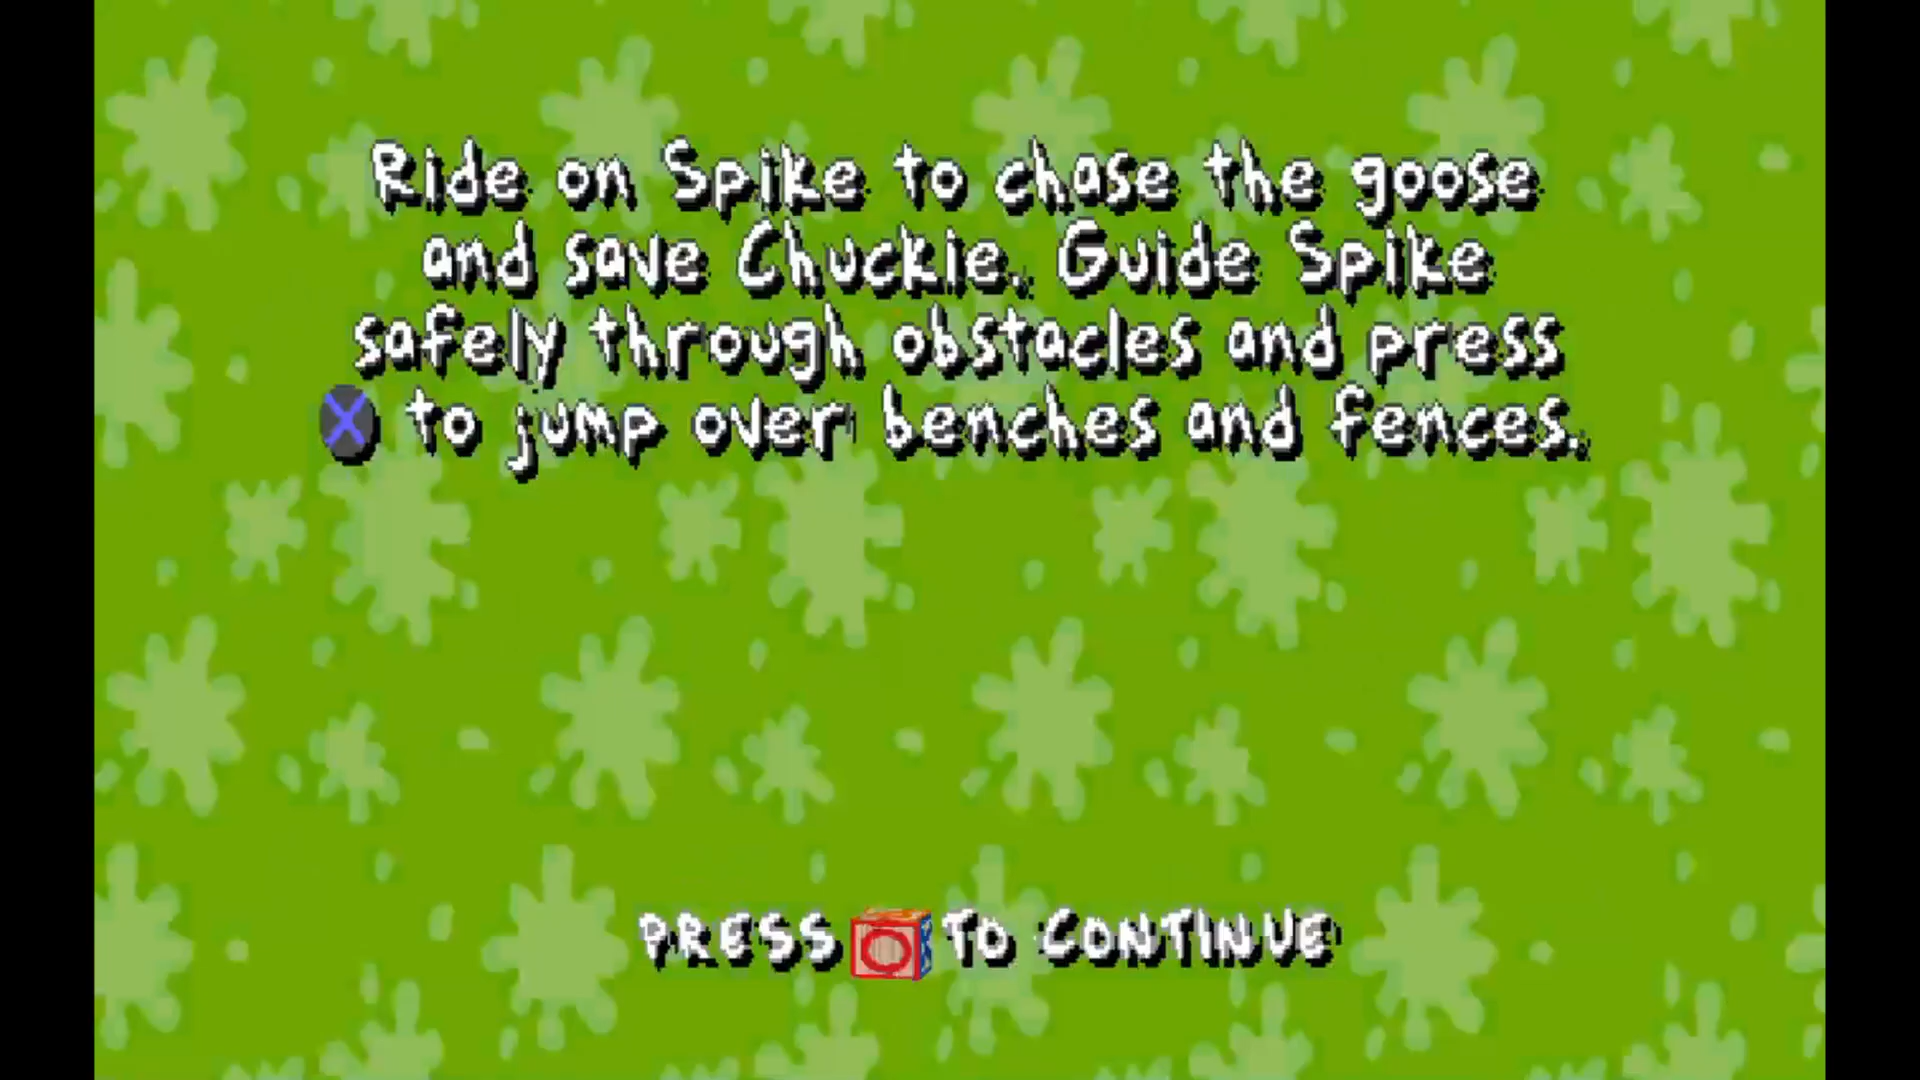 Ride on Spike to chase the goose
and save Chuckie. Guide Spike
safely through obstacles and press
X to jump over benches and fences.
PRESS O TO CONTINUE